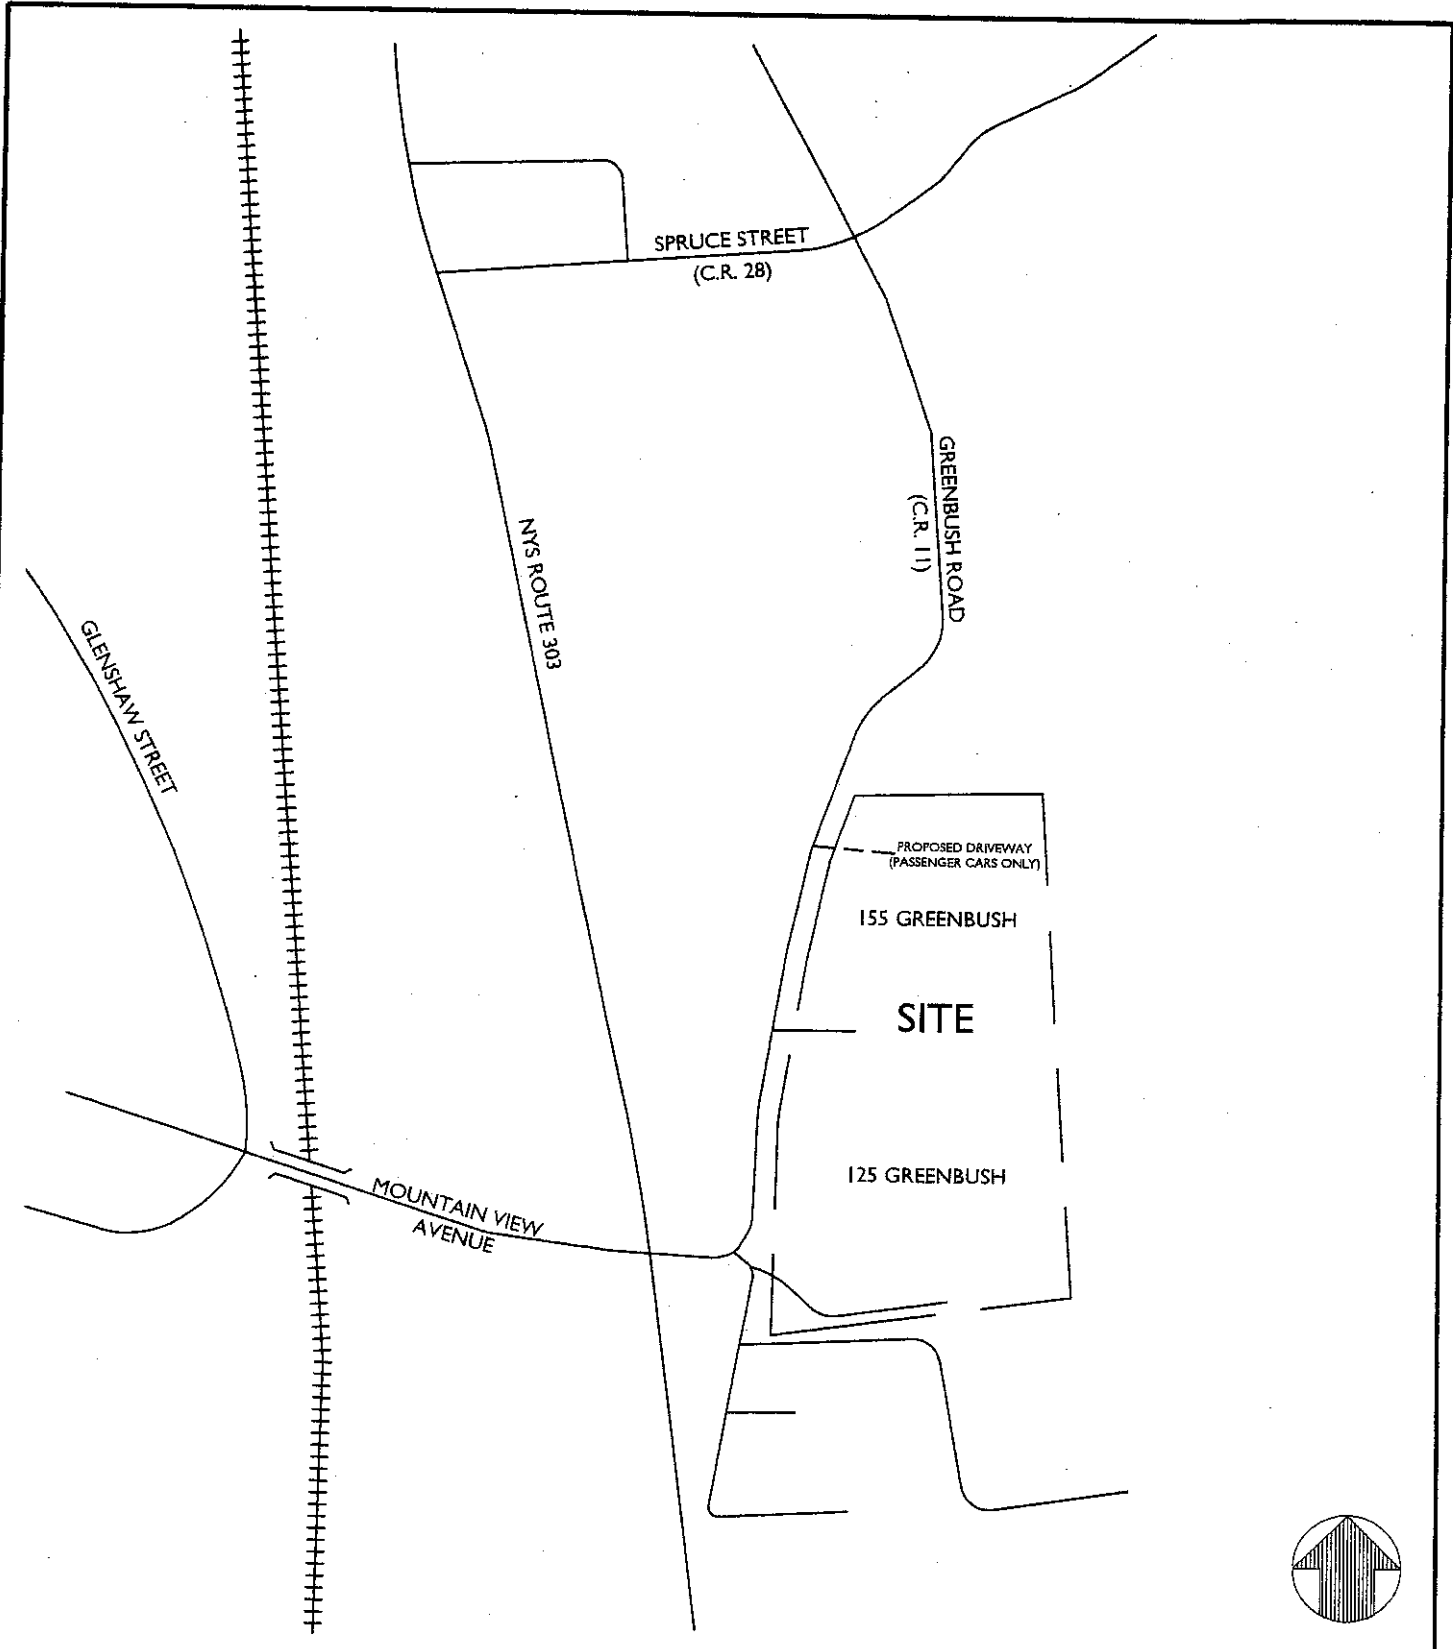 SPRUCE STREET
(C.R. 28)
GREENBUSH ROAD
(C.R. 11)
NYS ROUTE 303
GLENSHAW STREET
PROPOSED DRIVEWAY
(PASSENGER CARS ONLY)
155 GREENBUSH
SITE
125 GREENBUSH
MOUNTAIN VIEW
AVENUE